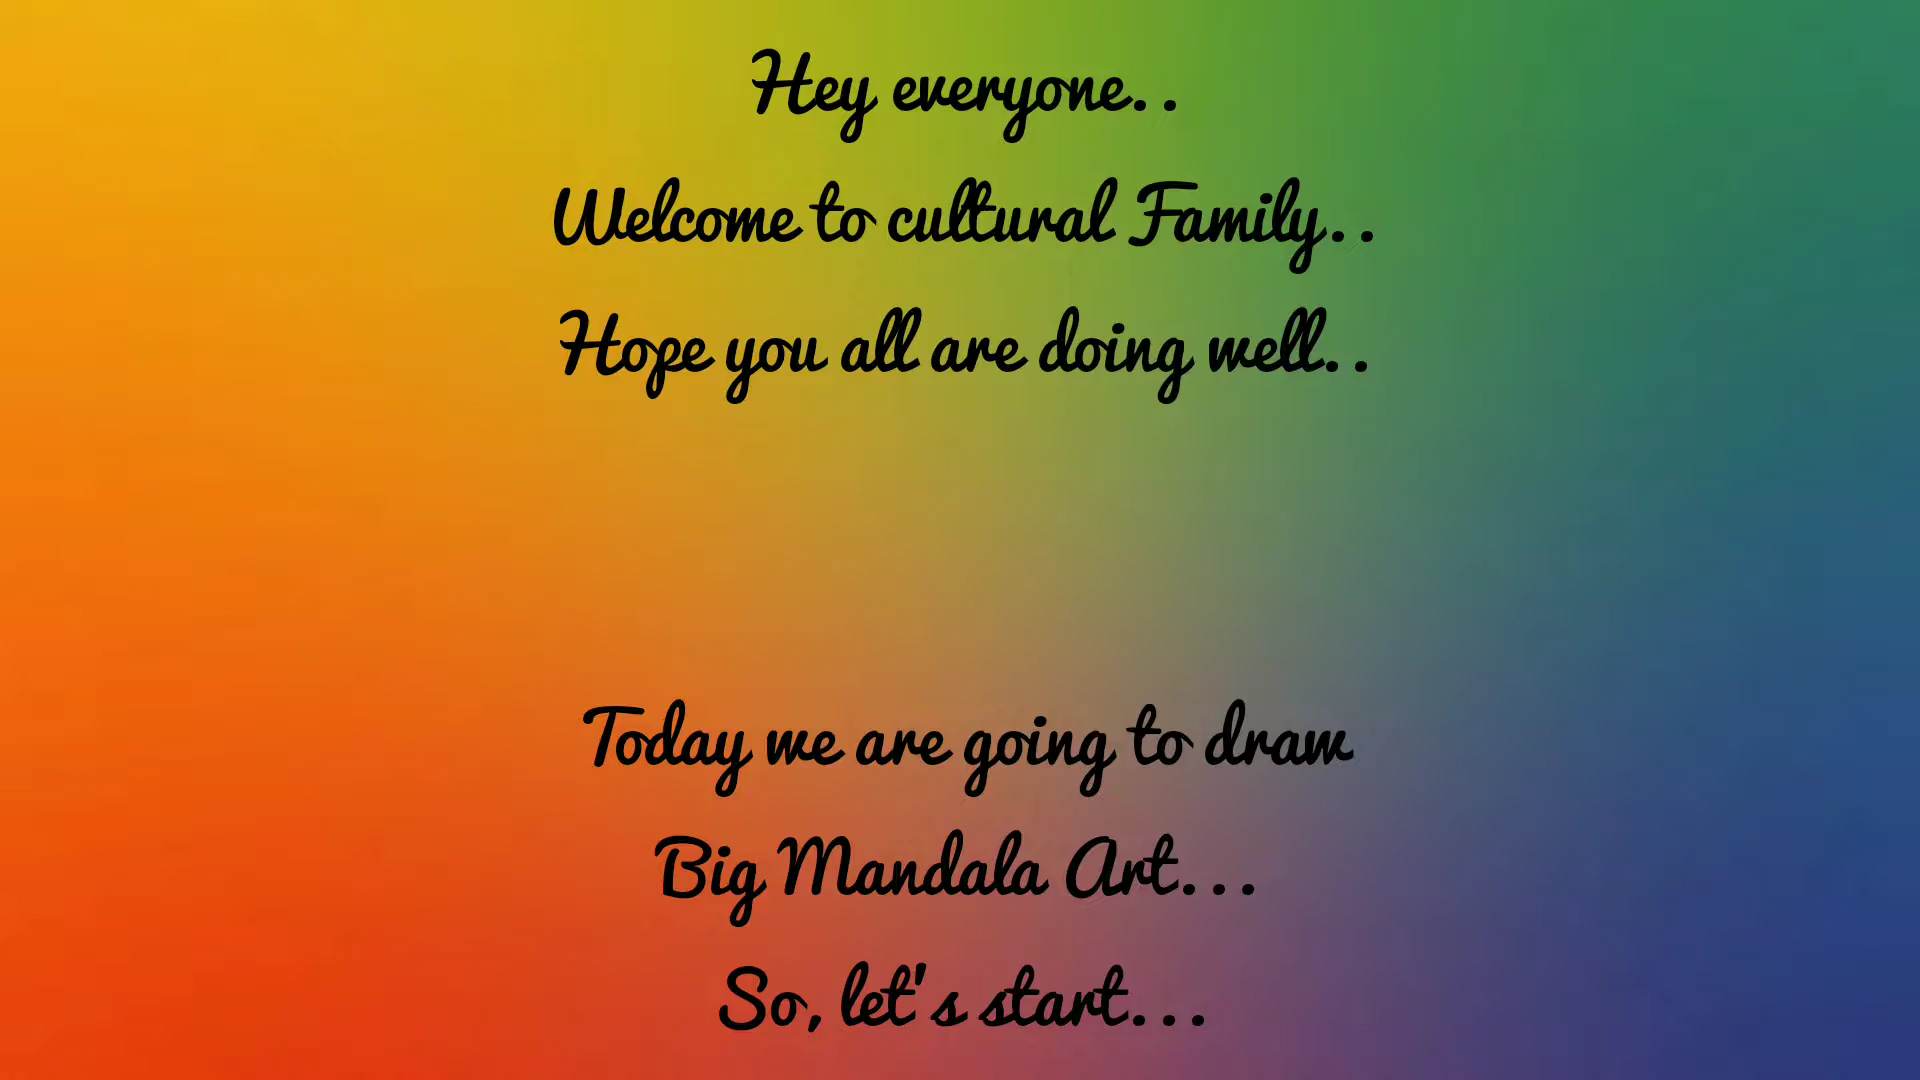 Hey everyone..
Welcome to cultural Family..
Hope you all are doing well..
Today we are going to draw
Big Mandala Art...
So, let's start...